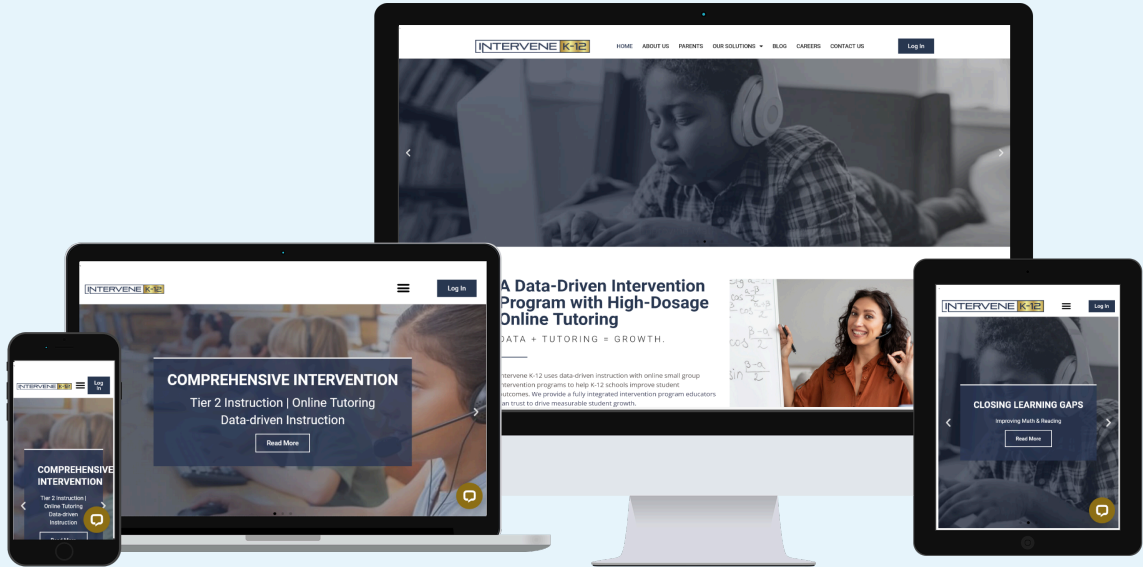 INTERVENE K-12
HOME ABOUT US PARENTS OUR SOLUTIONS BLOG CAREERS CONTACT US
Log In
A Data-Driven Intervention
Program with High-Dosage
Online Tutoring
DATA + TUTORING = GROWTH.
ntervene K-12 uses data-driven instruction with online small group
ntervention programs to help K-12 schools improve student
outcomes. We provide a fully integrated intervention program educators
an trust to drive measurable student growth.
INTERVENE K-12
Log In
COMPREHENSIVE INTERVENTION
Tier 2 Instruction | Online Tutoring
Data-driven Instruction
Read More
INTERVENE K-12
Log
In
COMPREHENSIVE
INTERVENTION
Tier 2 Instruction |
Online Tutoring
Data-driven
Instruction
Read More
INTERVENE K-12
Log In
CLOSING LEARNING GAPS
Improving Math & Reading
Read More